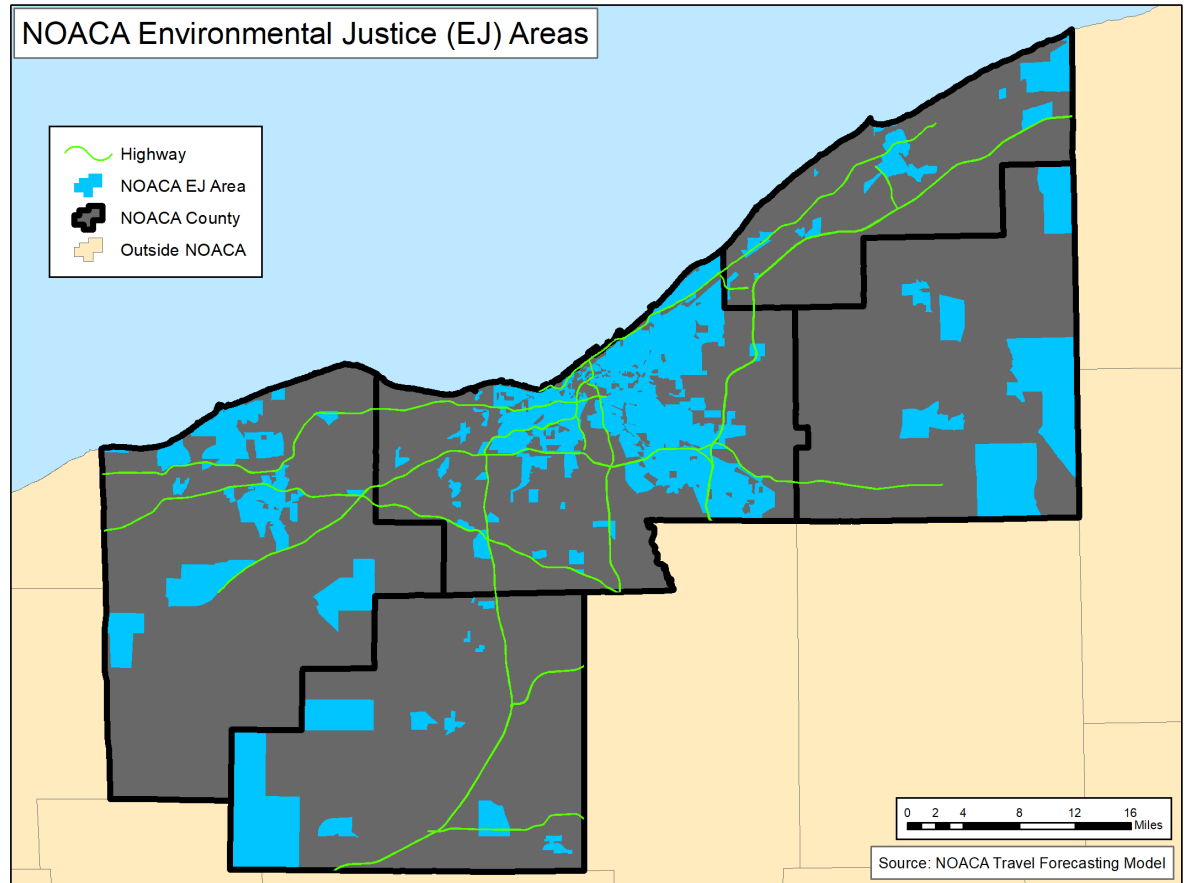 NOACA Environmental Justice (EJ) Areas
Highway
NOACA EJ Area
NOACA County
Outside NOACA
0 2 4 8 12 16
Miles
Source: NOACA Travel Forecasting Model